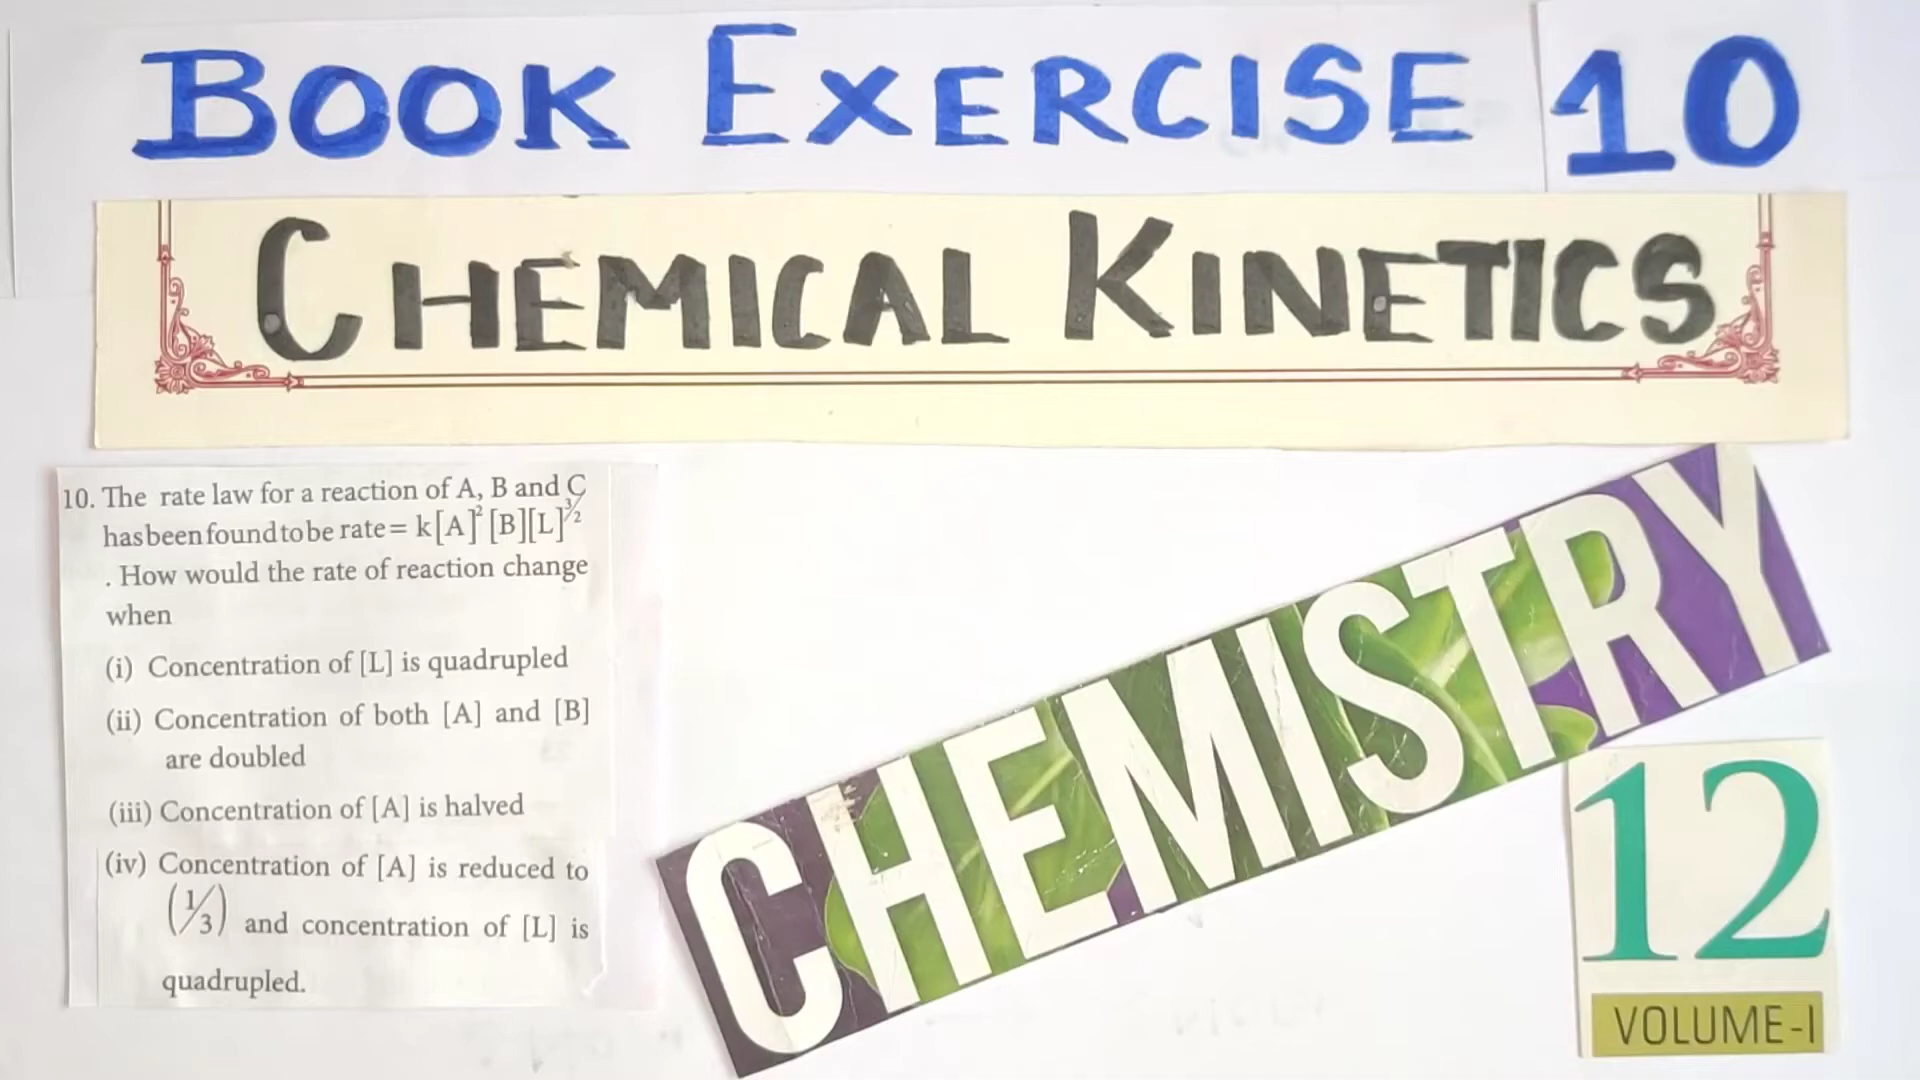 BOOK EXERCISE 10
CHEMICAL KINETICS
10. The rate law for a reaction of A, B and C
has been found to be rate = k[A]² [B][L]^3/2
. How would the rate of reaction change
when
(i) Concentration of [L] is quadrupled
(ii) Concentration of both [A] and [B]
are doubled
(iii) Concentration of [A] is halved
(iv) Concentration of [A] is reduced to
(1/3) and concentration of [L] is
quadrupled.
CHEMISTRY
12
VOLUME-I